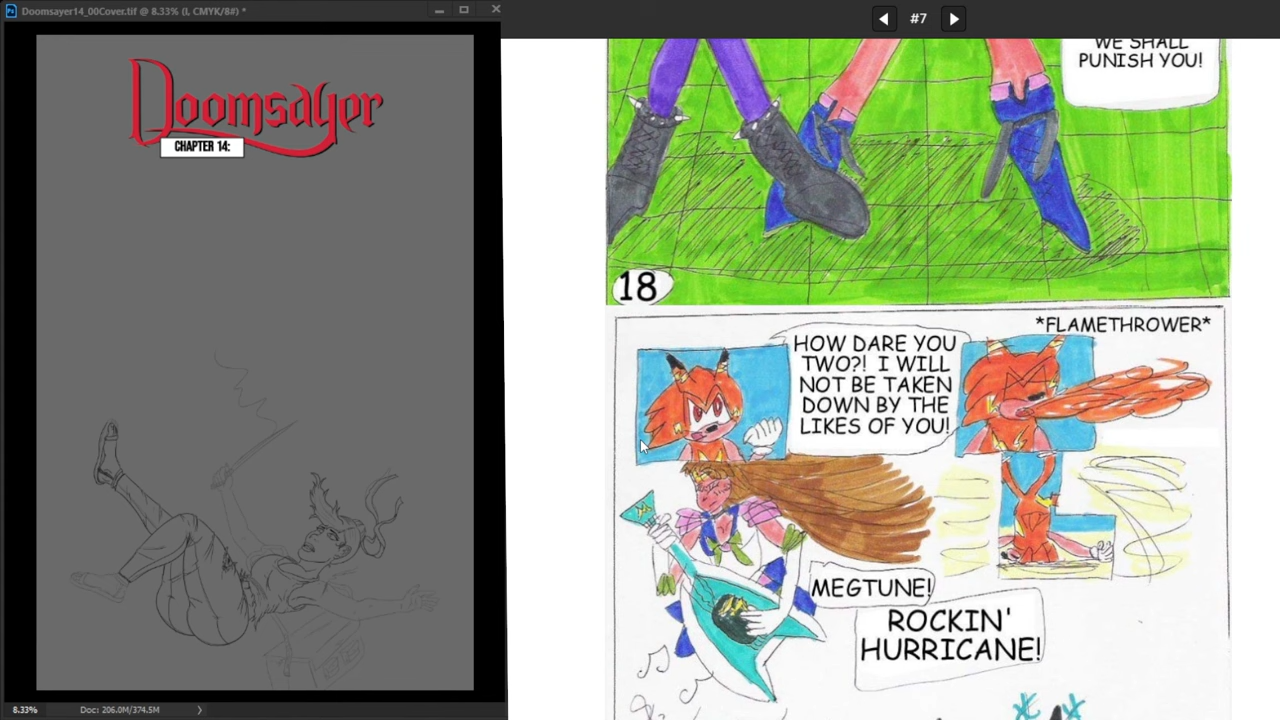 Doomsayer14_00Cover.tif @ 8.33% (I, CMYK/8#) *
Doomsayer
CHAPTER 14:
8.33%
Doc: 206.0M/374.5M
#7
WE SHALL
PUNISH YOU!
18
*FLAMETHROWER*
HOW DARE YOU
TWO?! I WILL
NOT BE TAKEN
DOWN BY THE
LIKES OF YOU!
MEGTUNE!
ROCKIN'
HURRICANE!